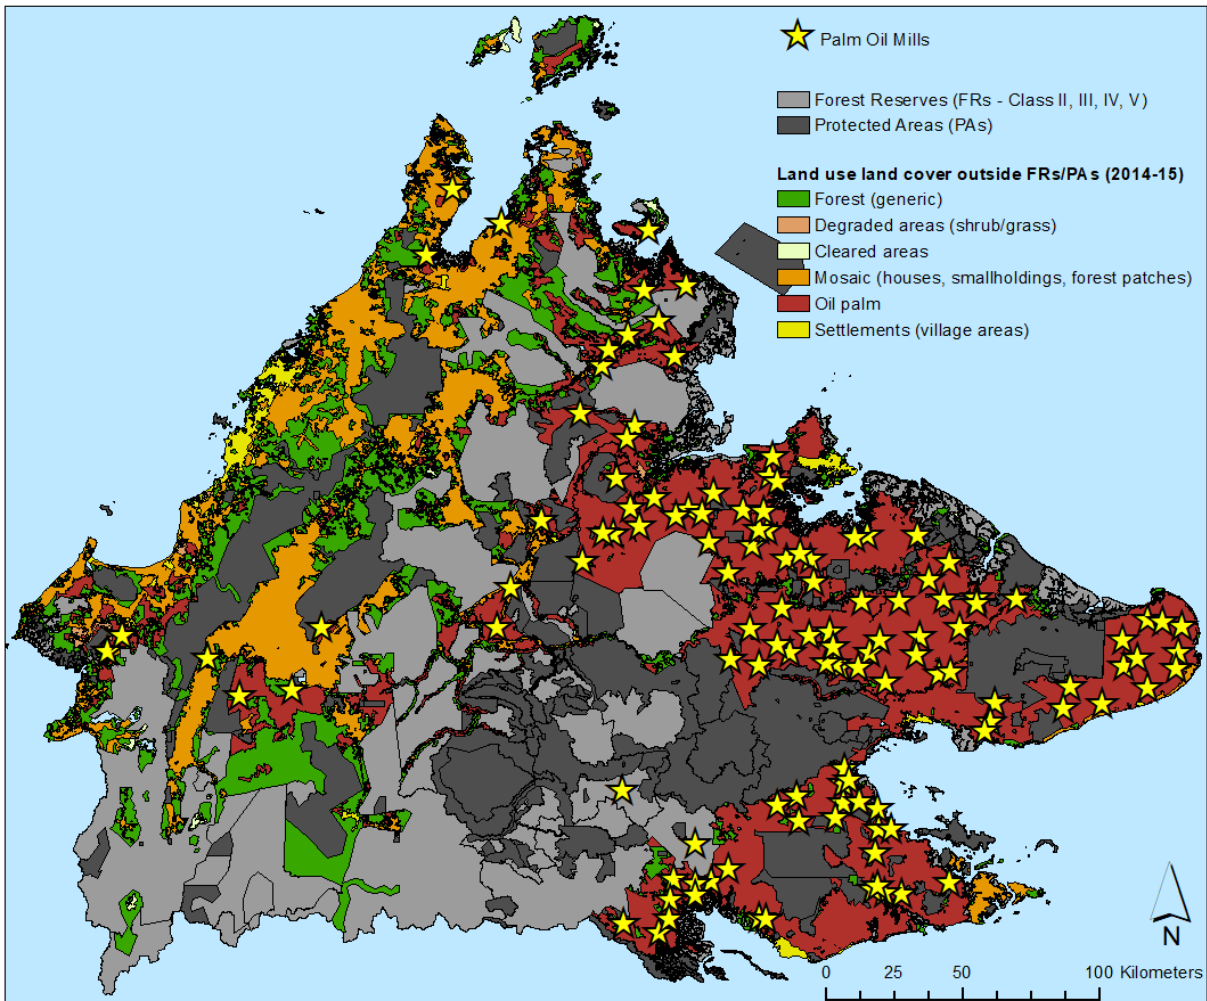 Palm Oil Mills
Forest Reserves (FRs - Class II, III, IV, V)
Protected Areas (PAs)
Land use land cover outside FRs/PAs (2014-15)
Forest (generic)
Degraded areas (shrub/grass)
Cleared areas
Mosaic (houses, smallholdings, forest patches)
Oil palm
Settlements (village areas)
N
0 25 50 100 Kilometers